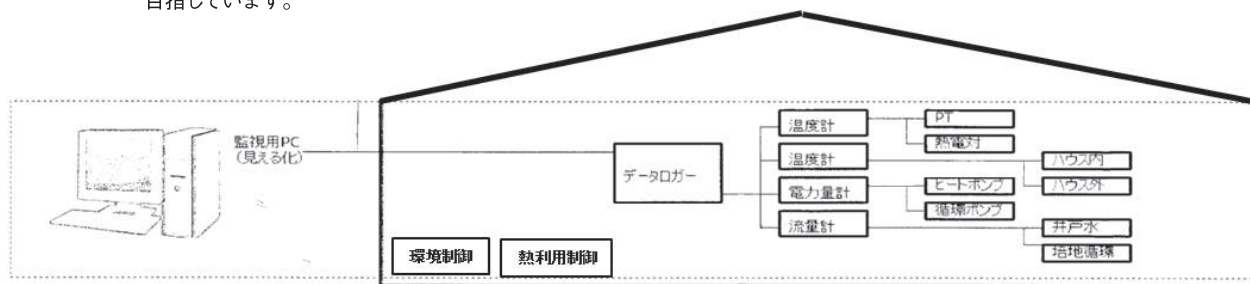 目指しています。
監視用PC
(見える化)
データロガー
温度計
PT
熱電対
温度計
ハウス内
ハウス外
電力量計
ヒートポンプ
循環ポンプ
流量計
井戸水
培地循環
環境制御
熱利用制御